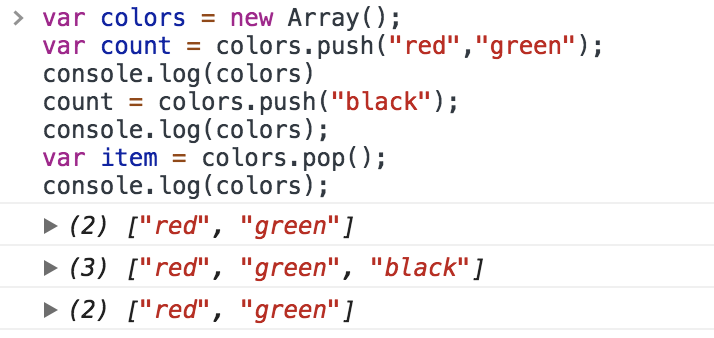 > var colors = new Array();
var count = colors.push("red","green");
console.log(colors)
count = colors.push("black");
console.log(colors);
var item = colors.pop();
console.log(colors);
▶ (2) ["red", "green"]
▶ (3) ["red", "green", "black"]
▶ (2) ["red", "green"]